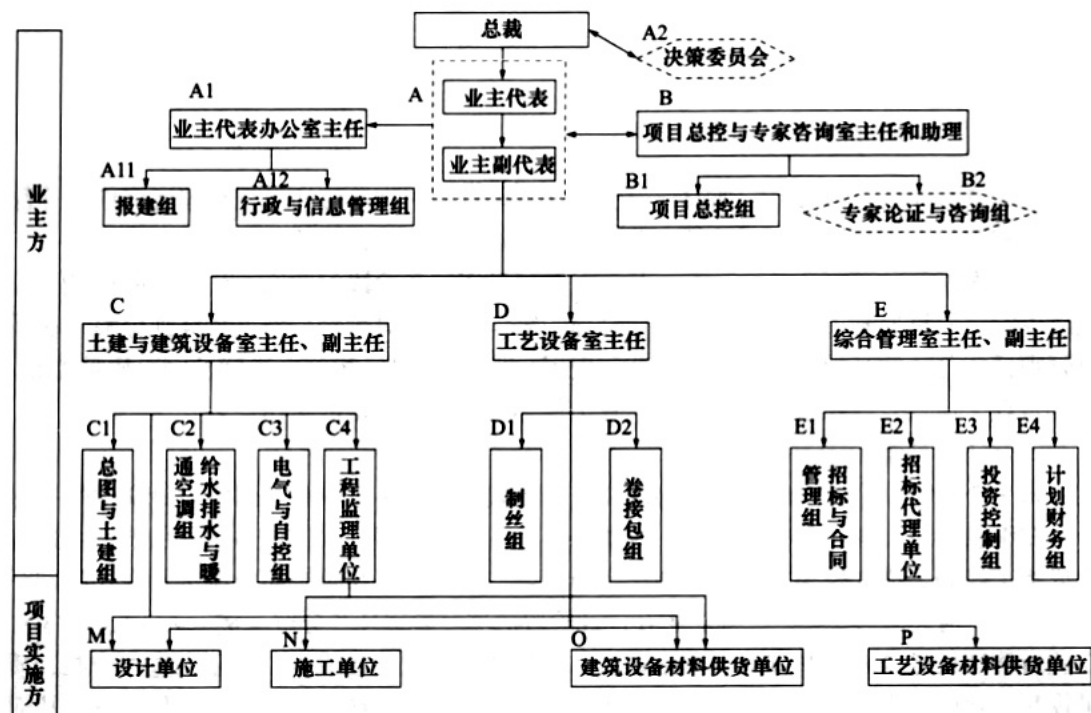 总裁
A2
决策委员会
A
业主代表
业主副代表
A1
业主代表办公室主任
B
项目总控与专家咨询室主任和助理
A11
报建组
A12
行政与信息管理组
B1
项目总控组
B2
专家论证与咨询组
业主方
C
土建与建筑设备室主任、副主任
D
工艺设备室主任
E
综合管理室主任、副主任
C1
总图与土建组
C2
给水排水与暖
通空调组
C3
电气与自控组
C4
工程监理单位
D1
制丝组
D2
卷接包组
E1
招标与合同
管理组
E2
招标代理单位
E3
投资控制组
E4
计划财务组
项目实施方
M
设计单位
N
施工单位
O
建筑设备材料供货单位
P
工艺设备材料供货单位